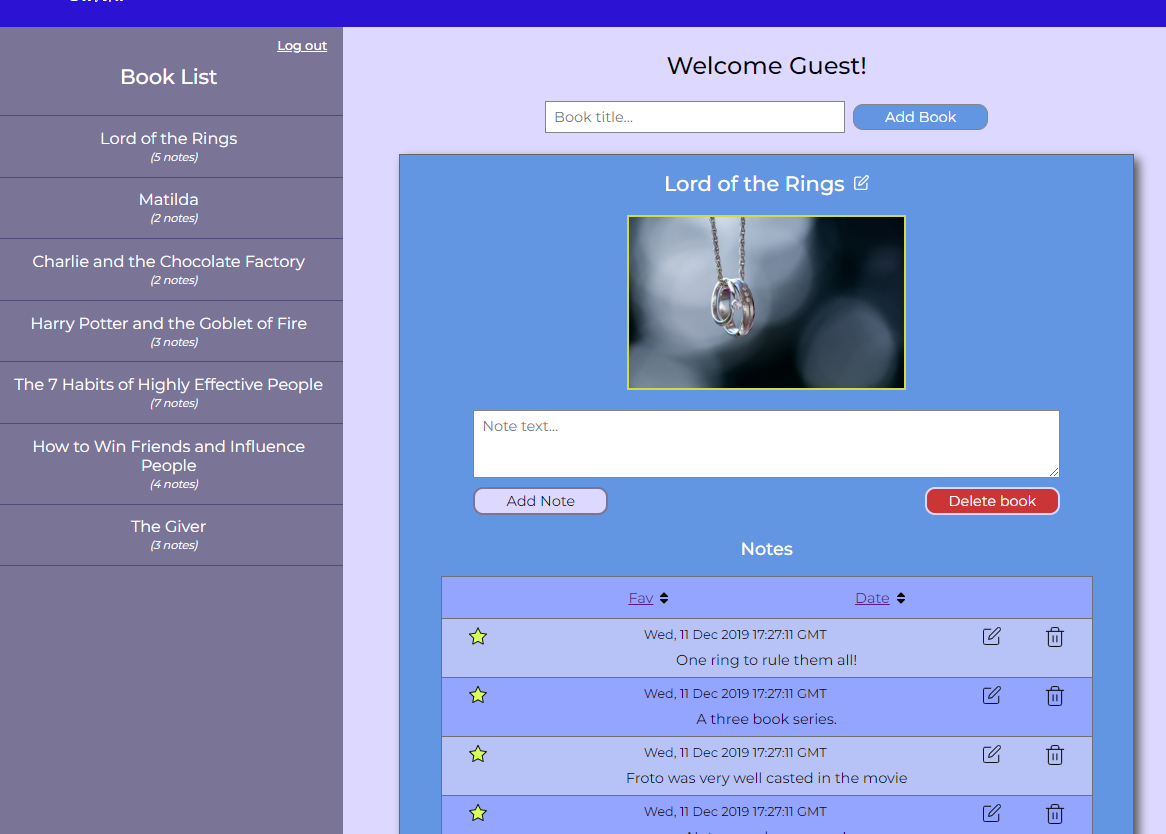 Log out
Book List
Lord of the Rings
(5 notes)
Matilda
(2 notes)
Charlie and the Chocolate Factory
(2 notes)
Harry Potter and the Goblet of Fire
(3 notes)
The 7 Habits of Highly Effective People
(7 notes)
How to Win Friends and Influence
People
(4 notes)
The Giver
(3 notes)
Welcome Guest!
Book title...
Add Book
Lord of the Rings
Note text...
Add Note
Delete book
Notes
Fav
Date
Wed, 11 Dec 2019 17:27:11 GMT
One ring to rule them all!
Wed, 11 Dec 2019 17:27:11 GMT
A three book series.
Wed, 11 Dec 2019 17:27:11 GMT
Froto was very well casted in the movie
Wed, 11 Dec 2019 17:27:11 GMT